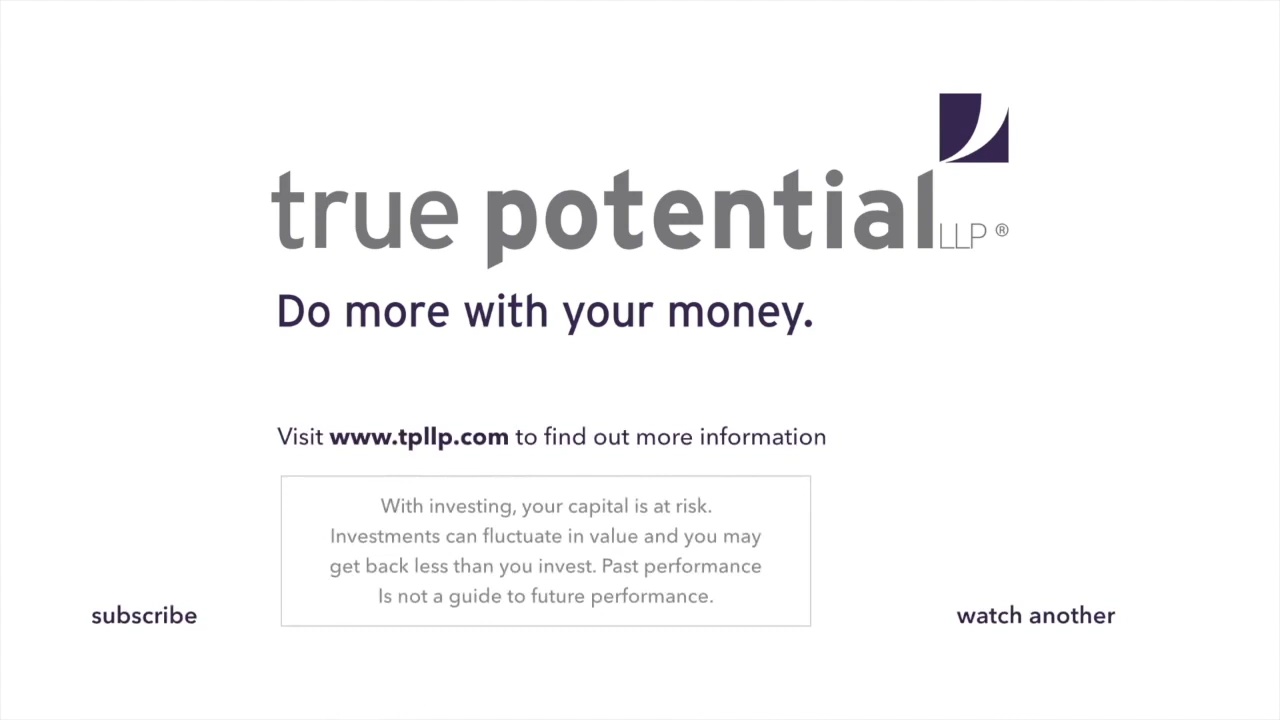 true potential LLP ®
Do more with your money.
Visit www.tpllp.com to find out more information
With investing, your capital is at risk.
Investments can fluctuate in value and you may
get back less than you invest. Past performance
Is not a guide to future performance.
subscribe
watch another